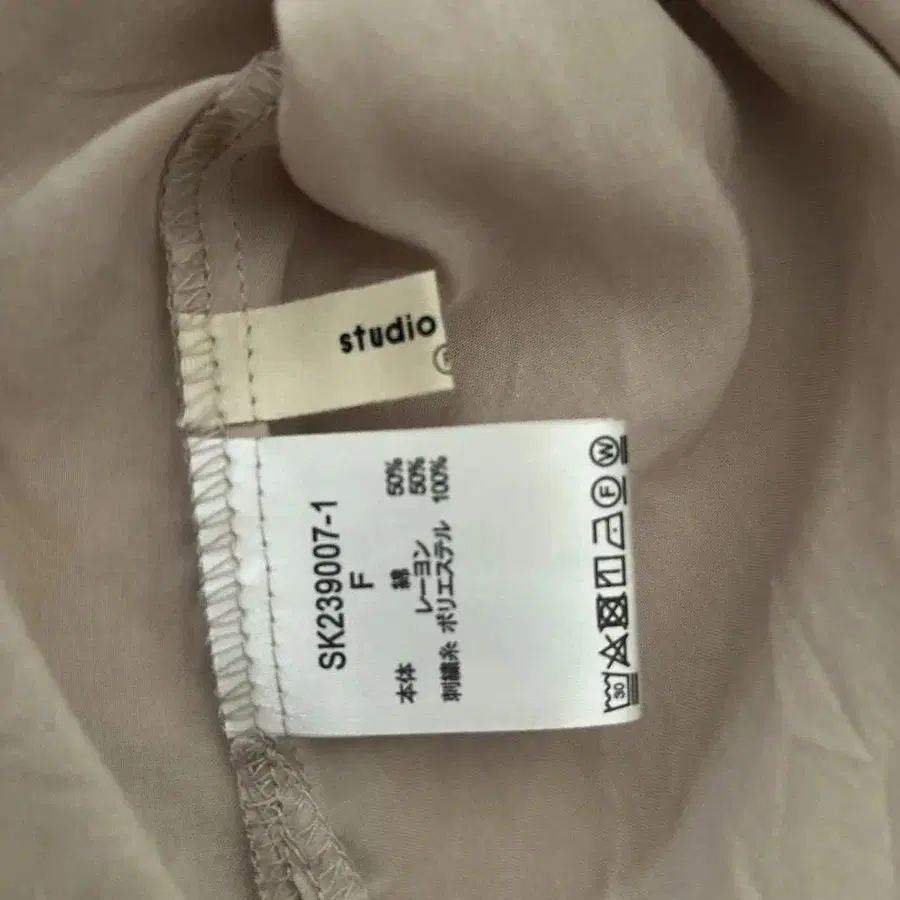 studio
SK239007-1
F
本体 綿 50%
レーヨン 50%
刺繍糸 ポリエステル 100%
30
F
W